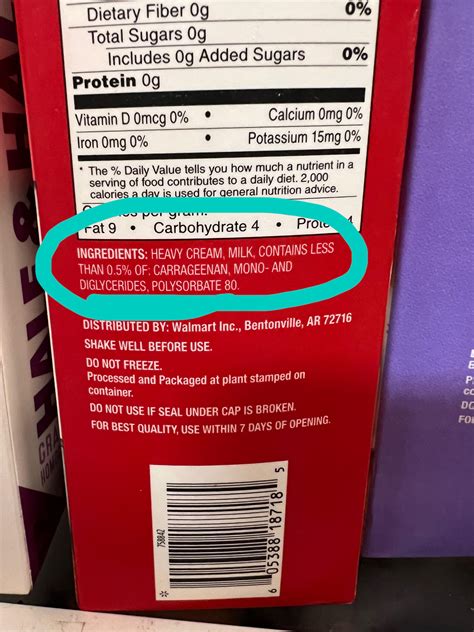 Dietary Fiber 0g 0%
Total Sugars 0g
Includes 0g Added Sugars 0%
Protein 0g
Vitamin D 0mcg 0% • Calcium 0mg 0%
Iron 0mg 0% • Potassium 15mg 0%
* The % Daily Value tells you how much a nutrient in a
serving of food contributes to a daily diet. 2,000
calories a day is used for general nutrition advice.
per gram:
Fat 9 • Carbohydrate 4 • 4
INGREDIENTS: HEAVY CREAM, MILK, CONTAINS LESS
THAN 0.5% OF: CARRAGEENAN, MONO- AND
DIGLYCERIDES, POLYSORBATE 80.
DISTRIBUTED BY: Walmart Inc., Bentonville, AR 72716
SHAKE WELL BEFORE USE.
DO NOT FREEZE.
Processed and Packaged at plant stamped on
container.
DO NOT USE IF SEAL UNDER CAP IS BROKEN.
FOR BEST QUALITY, USE WITHIN 7 DAYS OF OPENING.
758842
6 05388 18718 5
HALF & HA